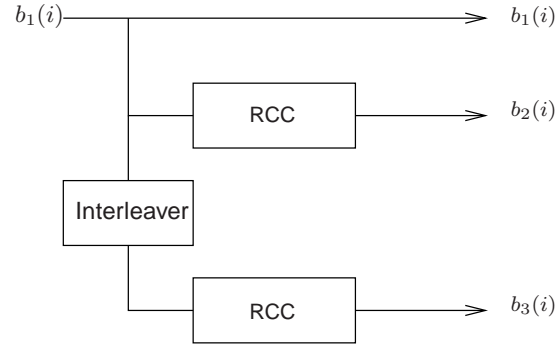 b₁(i) b₁(i)
RCC b₂(i)
Interleaver
RCC b₃(i)